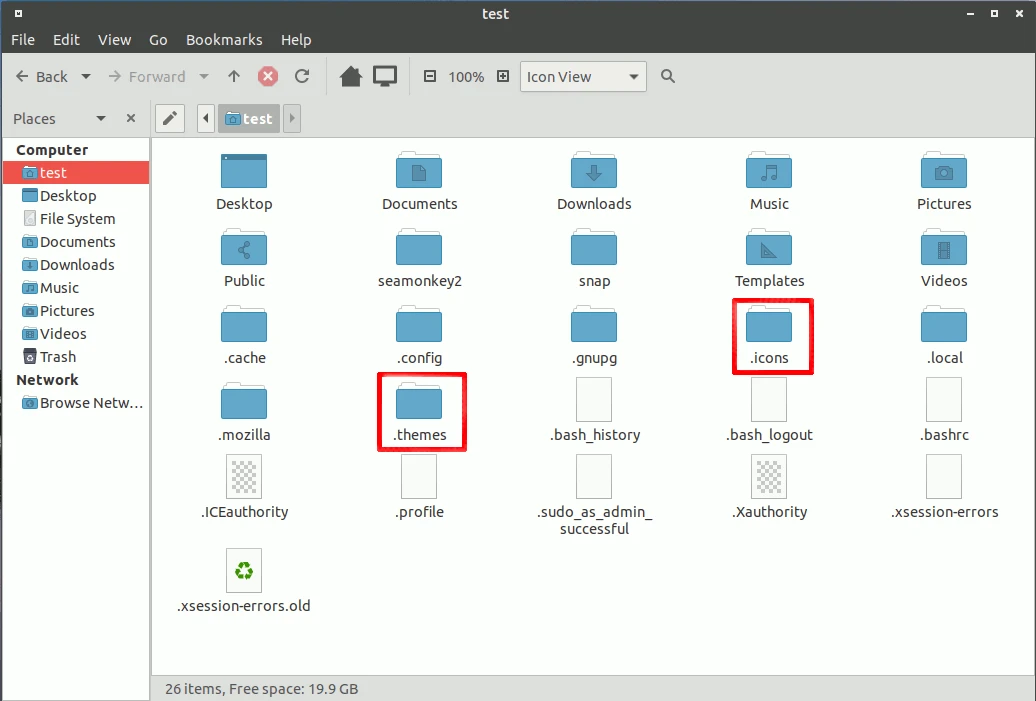 test
File Edit View Go Bookmarks Help
Back Forward 100% Icon View
Places test
Computer
test
Desktop
File System
Documents
Downloads
Music
Pictures
Videos
Trash
Network
Browse Netw...
Desktop Documents Downloads Music Pictures
Public seamonkey2 snap Templates Videos
.cache .config .gnupg .icons .local
.mozilla .themes .bash_history .bash_logout .bashrc
.ICEauthority .profile .sudo_as_admin_ .Xauthority .xsession-errors
successful
.xsession-errors.old
26 items, Free space: 19.9 GB